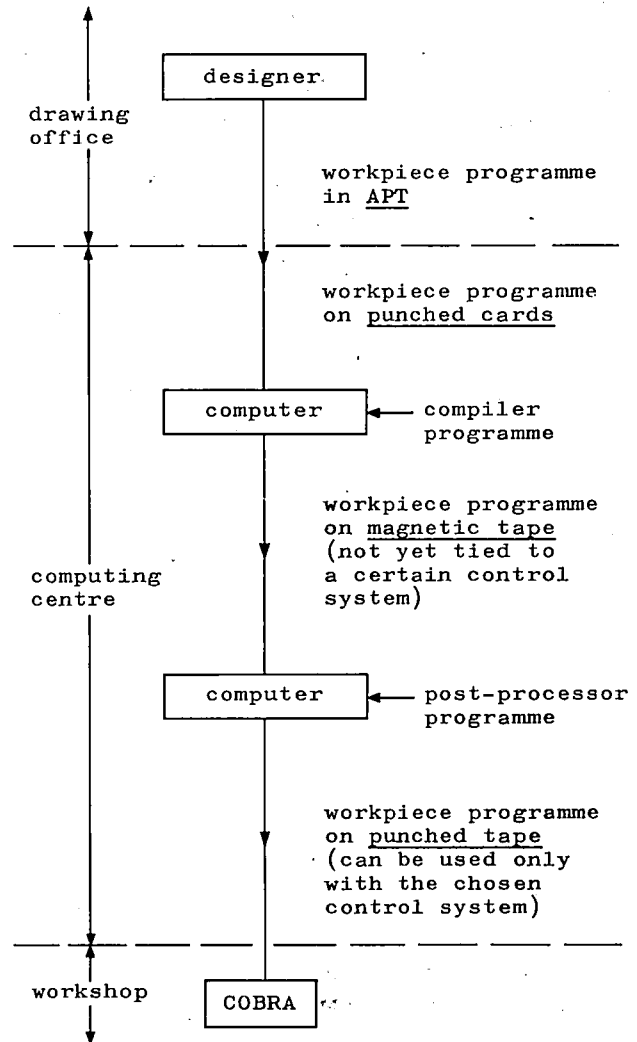 designer
drawing
office
workpiece programme
in APT
workpiece programme
on punched cards
computer
compiler
programme
workpiece programme
on magnetic tape
(not yet tied to
a certain control
system)
computing
centre
computer
post-processor
programme
workpiece programme
on punched tape
(can be used only
with the chosen
control system)
workshop
COBRA